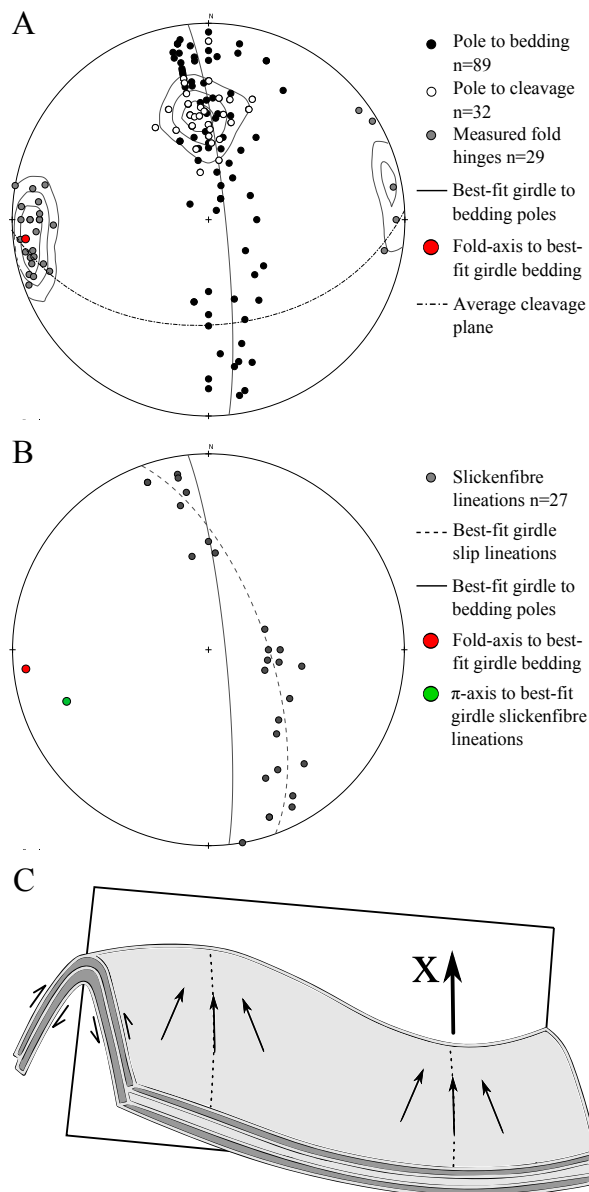 A
N
Pole to bedding
n=89
Pole to cleavage
n=32
Measured fold
hinges n=29
Best-fit girdle to
bedding poles
Fold-axis to best-
fit girdle bedding
Average cleavage
plane
B
N
Slickenfibre
lineations n=27
Best-fit girdle
slip lineations
Best-fit girdle to
bedding poles
Fold-axis to best-
fit girdle bedding
π-axis to best-fit
girdle slickenfibre
lineations
C
X